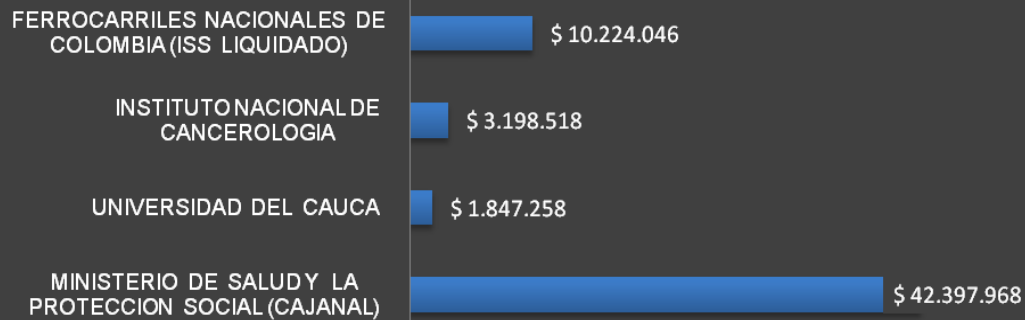 FERROCARRILES NACIONALES DE
COLOMBIA (ISS LIQUIDADO)
$ 10.224.046
INSTITUTO NACIONAL DE
CANCEROLOGIA
$ 3.198.518
UNIVERSIDAD DEL CAUCA
$ 1.847.258
MINISTERIO DE SALUD Y LA
PROTECCION SOCIAL (CAJANAL)
$ 42.397.968